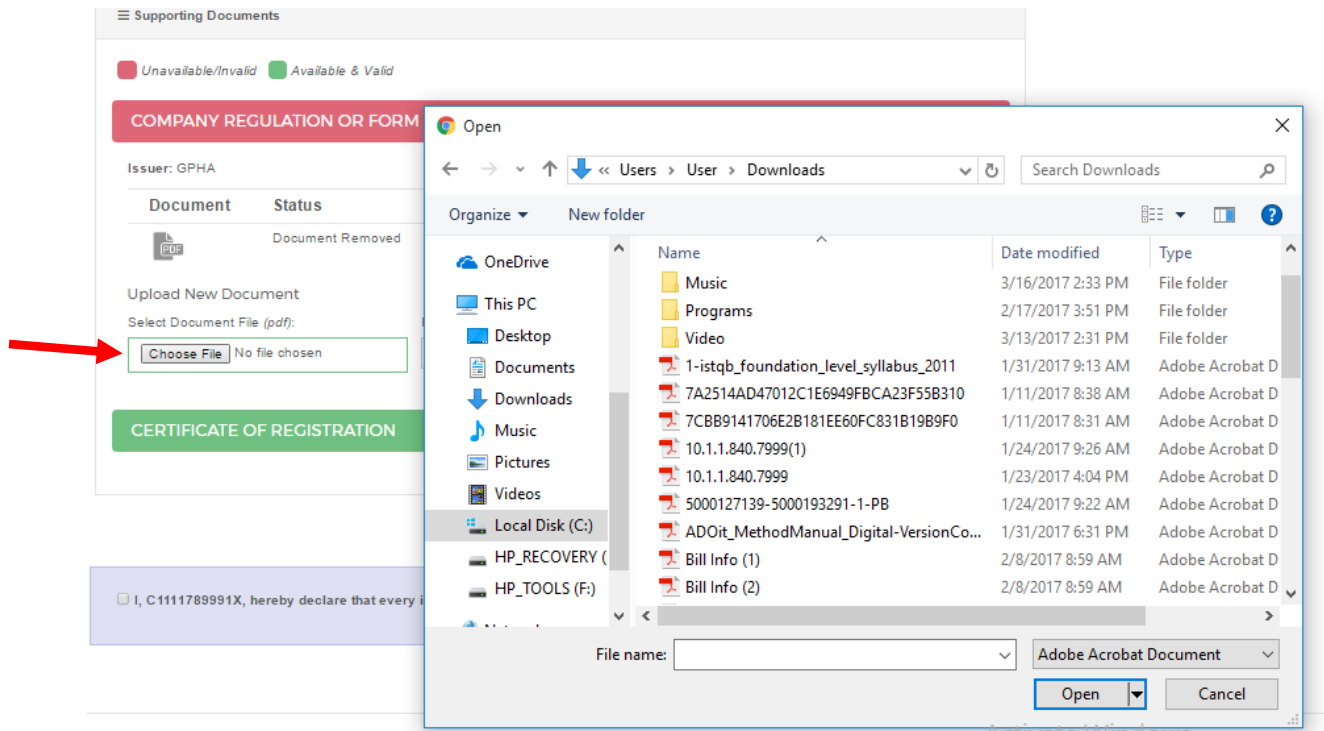 ≡ Supporting Documents
Unavailable/Invalid Available & Valid
COMPANY REGULATION OR FORM
Issuer: GPHA
Document Status
PDF Document Removed
Upload New Document
Select Document File (pdf):
Choose File No file chosen
CERTIFICATE OF REGISTRATION
I, C1111789991X, hereby declare that every i
Open
« Users › User › Downloads
Search Downloads
Organize New folder
OneDrive
This PC
Desktop
Documents
Downloads
Music
Pictures
Videos
Local Disk (C:)
HP_RECOVERY (
HP_TOOLS (F:)
Name Date modified Type
Music 3/16/2017 2:33 PM File folder
Programs 2/17/2017 3:51 PM File folder
Video 3/13/2017 2:31 PM File folder
1-istqb_foundation_level_syllabus_2011 1/31/2017 9:13 AM Adobe Acrobat D
7A2514AD47012C1E6949FBCA23F55B310 1/11/2017 8:38 AM Adobe Acrobat D
7CBB9141706E2B181EE60FC831B19B9F0 1/11/2017 8:31 AM Adobe Acrobat D
10.1.1.840.7999(1) 1/24/2017 9:26 AM Adobe Acrobat D
10.1.1.840.7999 1/23/2017 4:04 PM Adobe Acrobat D
5000127139-5000193291-1-PB 1/24/2017 9:22 AM Adobe Acrobat D
ADOit_MethodManual_Digital-VersionCo... 1/31/2017 6:31 PM Adobe Acrobat D
Bill Info (1) 2/8/2017 8:59 AM Adobe Acrobat D
Bill Info (2) 2/8/2017 8:59 AM Adobe Acrobat D
File name:
Adobe Acrobat Document
Open Cancel